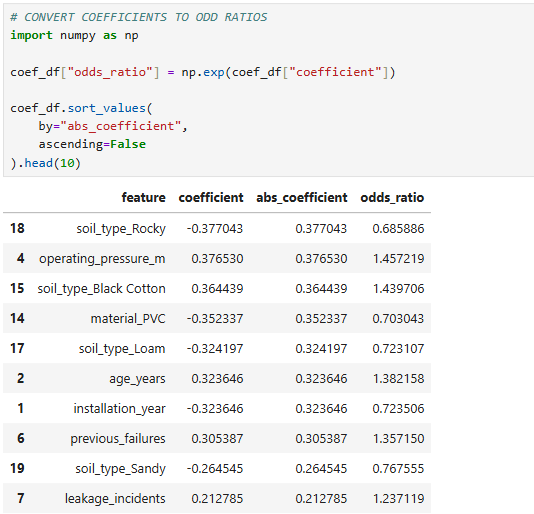 # CONVERT COEFFICIENTS TO ODD RATIOS
import numpy as np
coef_df["odds_ratio"] = np.exp(coef_df["coefficient"])
coef_df.sort_values(
    by="abs_coefficient",
    ascending=False
).head(10)
feature coefficient abs_coefficient odds_ratio
18 soil_type_Rocky -0.377043 0.377043 0.685886
4 operating_pressure_m 0.376530 0.376530 1.457219
15 soil_type_Black Cotton 0.364439 0.364439 1.439706
14 material_PVC -0.352337 0.352337 0.703043
17 soil_type_Loam -0.324197 0.324197 0.723107
2 age_years 0.323646 0.323646 1.382158
1 installation_year -0.323646 0.323646 0.723506
6 previous_failures 0.305387 0.305387 1.357150
19 soil_type_Sandy -0.264545 0.264545 0.767555
7 leakage_incidents 0.212785 0.212785 1.237119